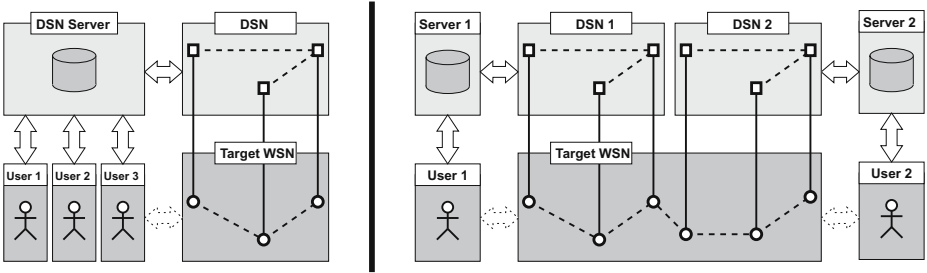 DSN Server
DSN
Target WSN
User 1
User 2
User 3
Server 1
DSN 1
DSN 2
Server 2
Target WSN
User 1
User 2